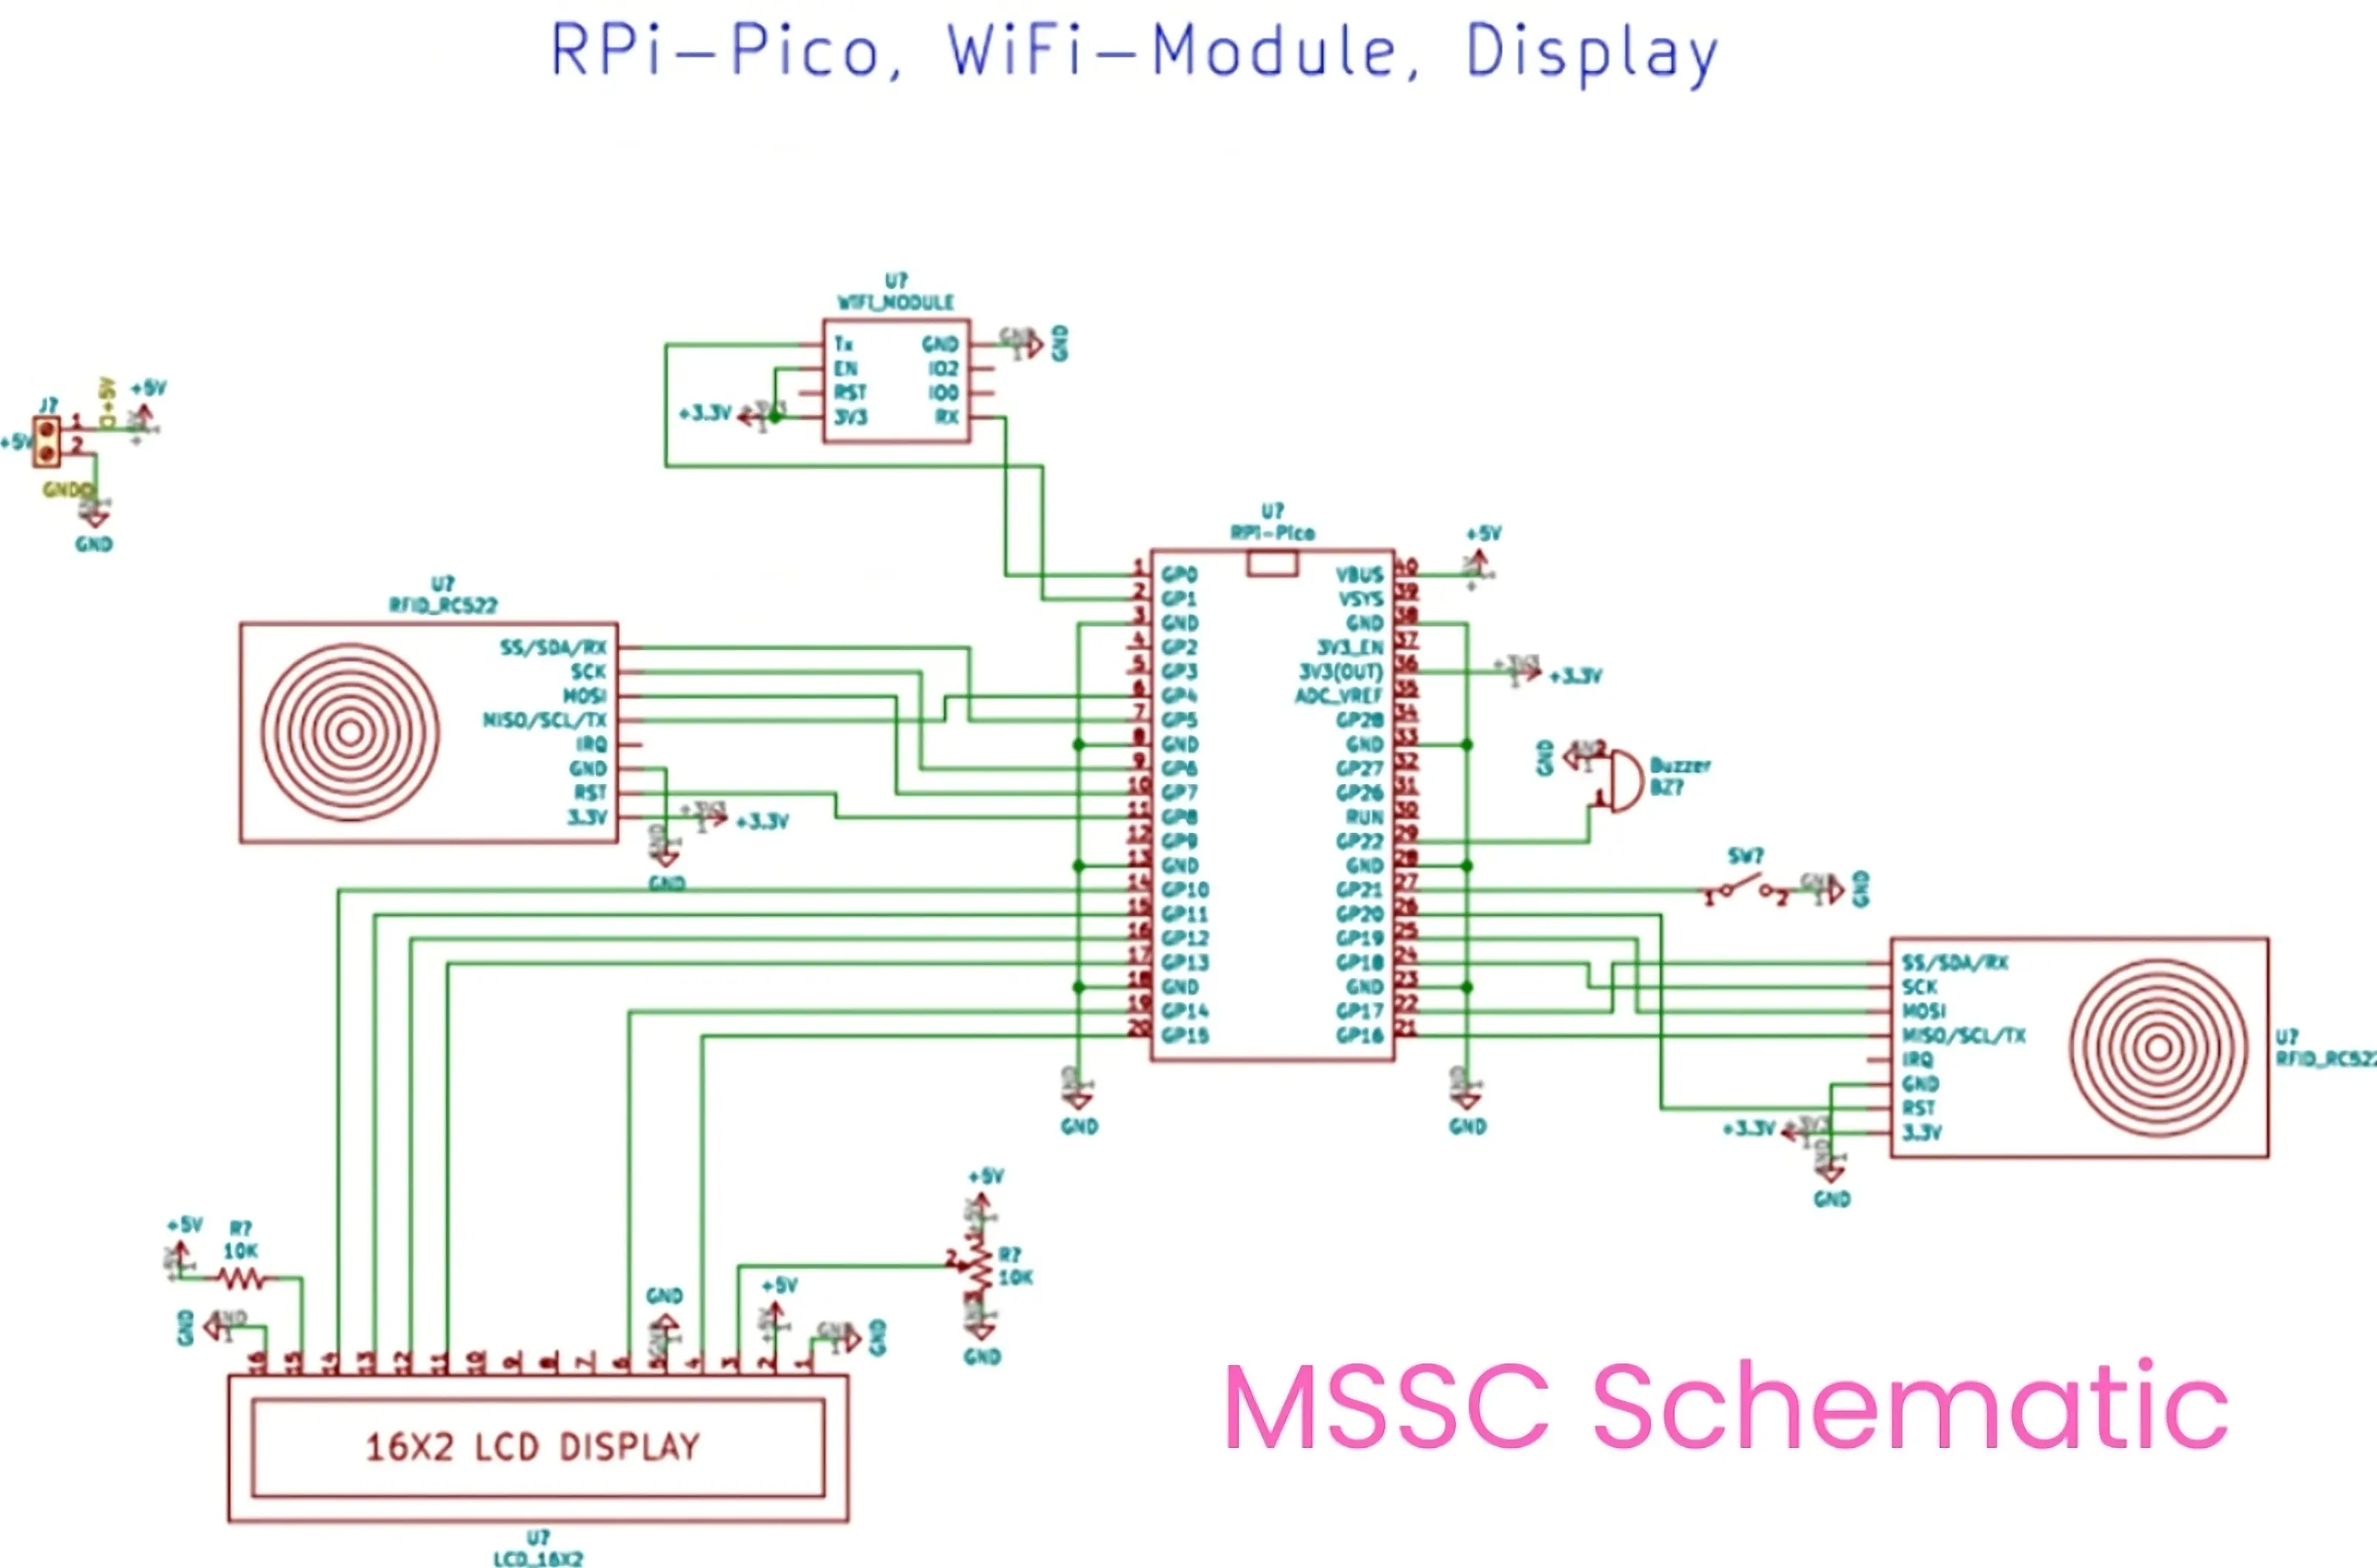 RPi-Pico, WiFi-Module, Display
U?
WIFI_MODULE
Tx
EN
RST
3V3
GND
IO2
IO0
RX
GND
+3.3V
J?
+5V
1
2
+5V
GND
GND
U?
RFID_RC522
SS/SDA/RX
SCK
MOSI
MISO/SCL/TX
IRQ
GND
RST
3.3V
+3.3V
GND
U?
RPi-Pico
1 GP0
2 GP1
3 GND
4 GP2
5 GP3
6 GP4
7 GP5
8 GND
9 GP6
10 GP7
11 GP8
12 GP9
13 GND
14 GP10
15 GP11
16 GP12
17 GP13
18 GND
19 GP14
20 GP15
VBUS 40
VSYS 39
GND 38
3V3_EN 37
3V3(OUT) 36
ADC_VREF 35
GP28 34
GND 33
GP27 32
GP26 31
RUN 30
GP22 29
GND 28
GP21 27
GP20 26
GP19 25
GP18 24
GND 23
GP17 22
GP16 21
+5V
+3.3V
GND
GND
GND
2
1
Buzzer
BZ?
SW?
1
2
GND
SS/SDA/RX
SCK
MOSI
MISO/SCL/TX
IRQ
GND
RST
3.3V
U?
RFID_RC522
+3.3V
GND
+5V
R?
10K
GND
GND
+5V
GND
+5V
2
R?
10K
GND
16 15 14 13 12 11 10 9 8 7 6 5 4 3 2 1
16X2 LCD DISPLAY
U?
LCD_16X2
MSSC Schematic